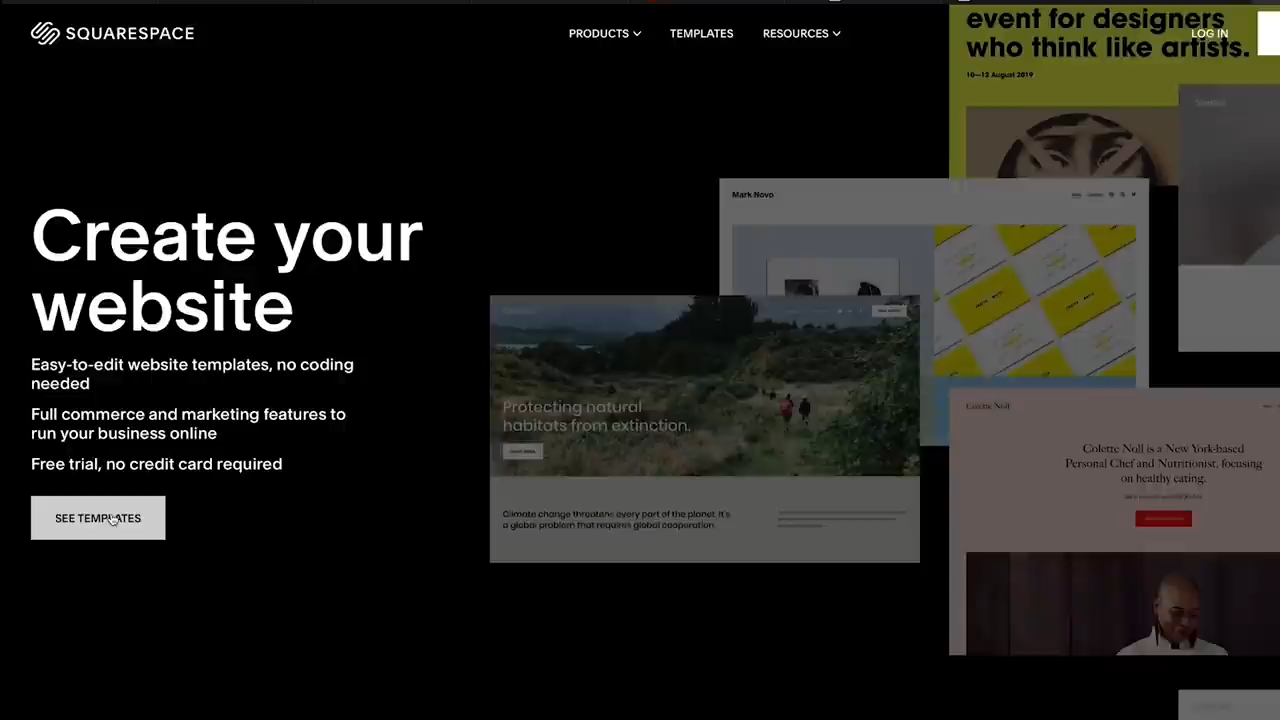 SQUARESPACE
PRODUCTS
TEMPLATES
RESOURCES
LOG IN
event for designers
who think like artists.
10—12 August 2019
Mark Novo
Create your
website
Easy-to-edit website templates, no coding
needed
Full commerce and marketing features to
run your business online
Free trial, no credit card required
SEE TEMPLATES
Protecting natural
habitats from extinction.
Climate change threatens every part of the planet. It's
a global problem that requires global cooperation.
Colette Noll
Colette Noll is a New York-based
Personal Chef and Nutritionist, focusing
on healthy eating.